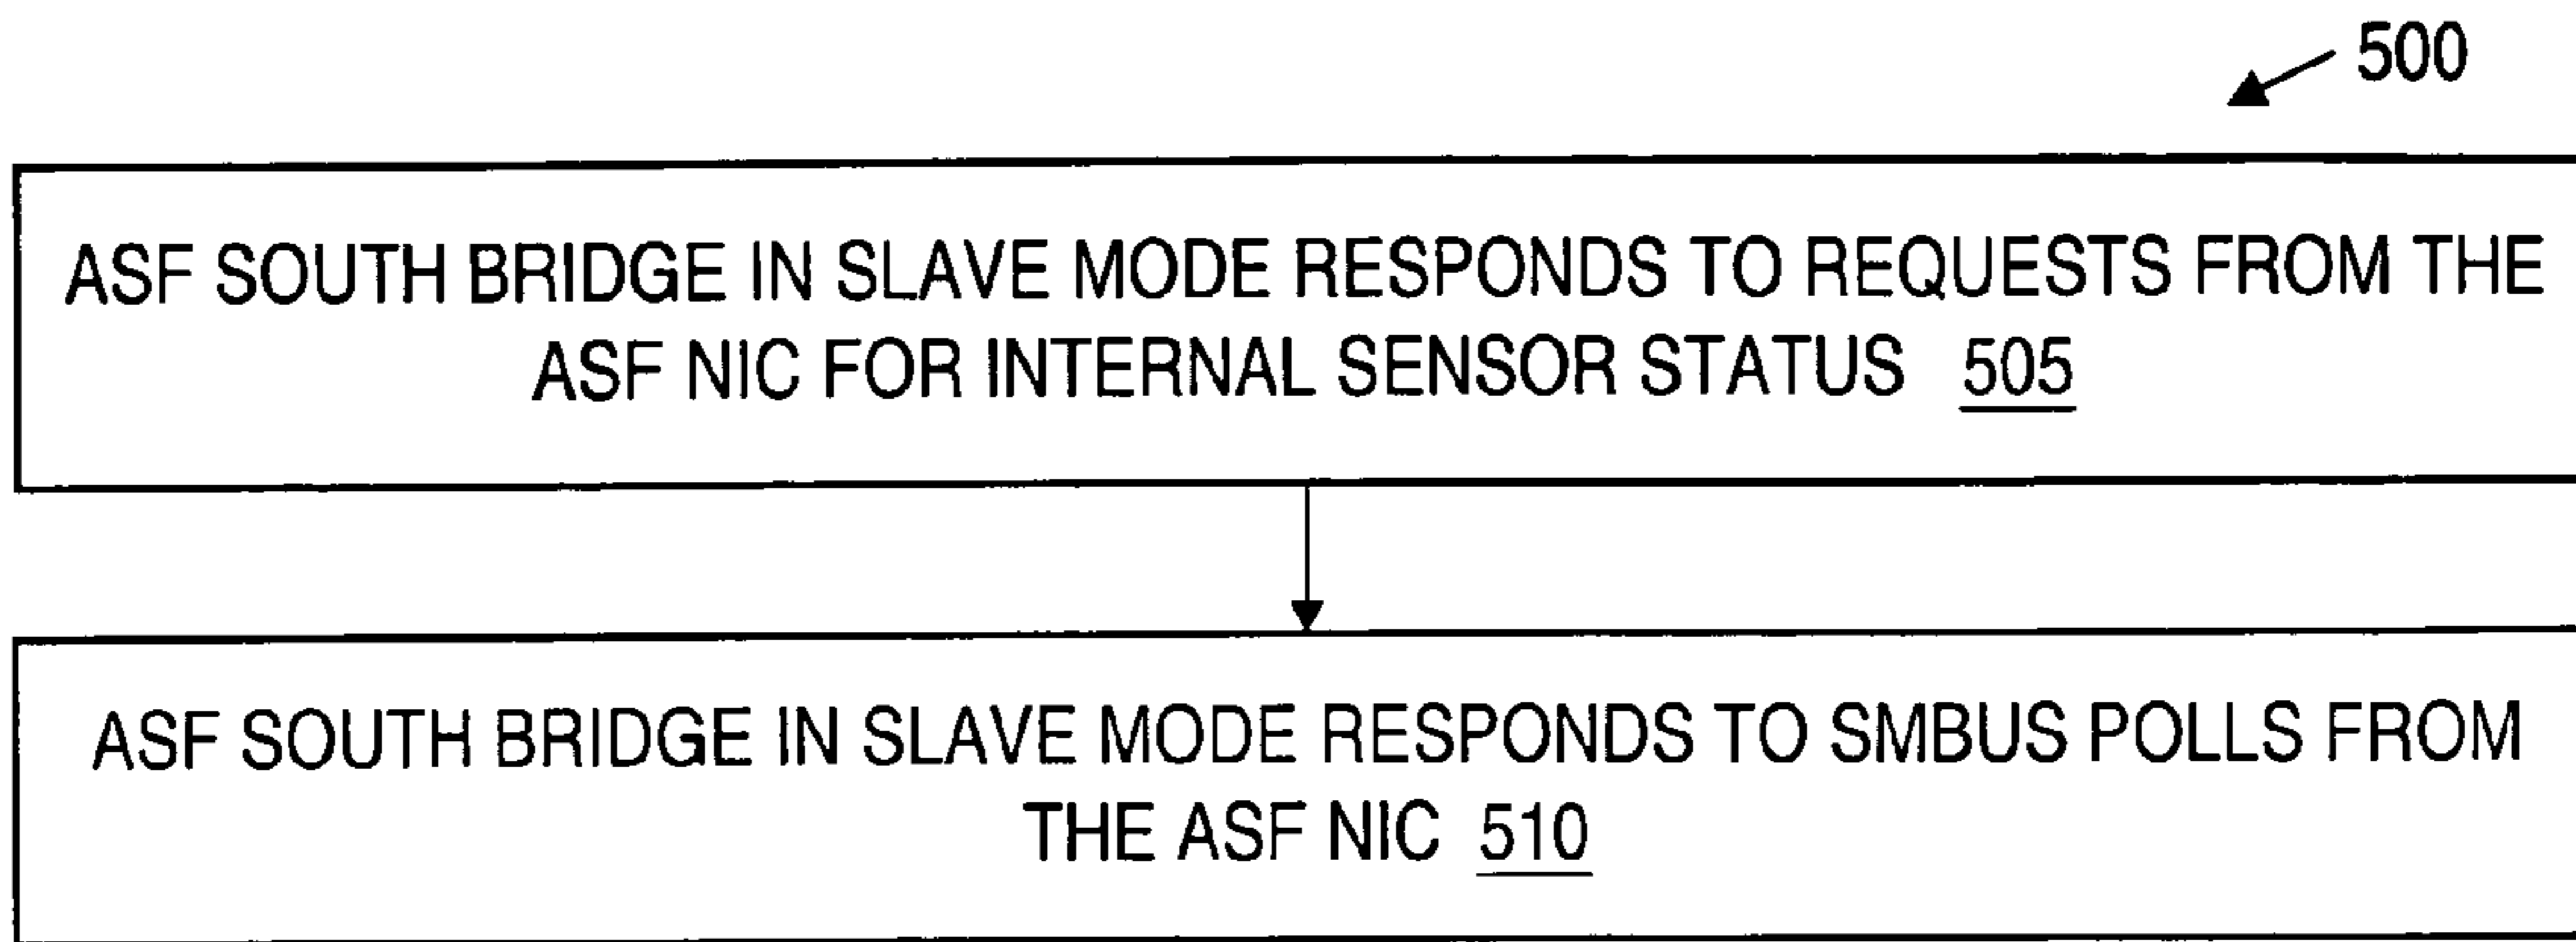 500
ASF SOUTH BRIDGE IN SLAVE MODE RESPONDS TO REQUESTS FROM THE
ASF NIC FOR INTERNAL SENSOR STATUS 505
ASF SOUTH BRIDGE IN SLAVE MODE RESPONDS TO SMBUS POLLS FROM
THE ASF NIC 510